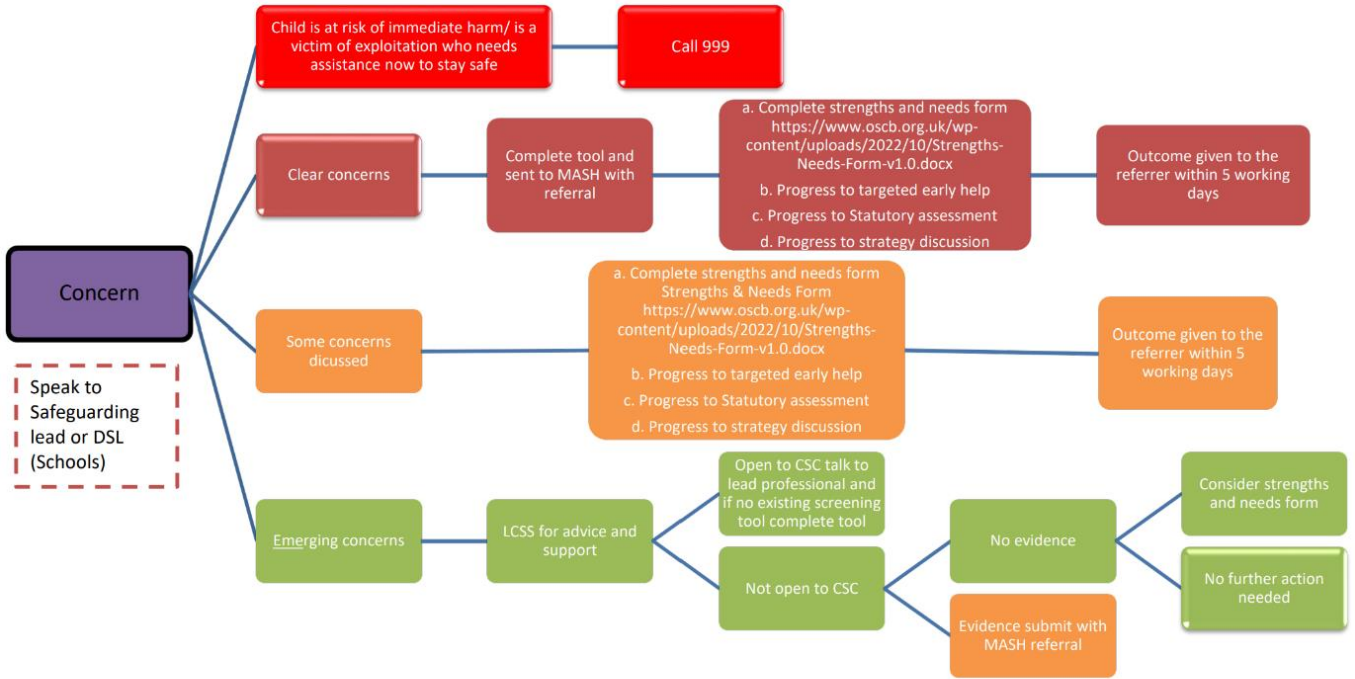 Child is at risk of immediate harm/ is a
victim of exploitation who needs
assistance now to stay safe
Call 999
Clear concerns
Complete tool and
sent to MASH with
referral
a. Complete strengths and needs form
https://www.oscb.org.uk/wp-
content/uploads/2022/10/Strengths-
Needs-Form-v1.0.docx
b. Progress to targeted early help
c. Progress to Statutory assessment
d. Progress to strategy discussion
Outcome given to the
referrer within 5 working
days
Concern
Speak to
Safeguarding
lead or DSL
(Schools)
Some concerns
dicussed
a. Complete strengths and needs form
Strengths & Needs Form
https://www.oscb.org.uk/wp-
content/uploads/2022/10/Strengths-
Needs-Form-v1.0.docx
b. Progress to targeted early help
c. Progress to Statutory assessment
d. Progress to strategy discussion
Outcome given to the
referrer within 5
working days
Emerging concerns
LCSS for advice and
support
Open to CSC talk to
lead professional and
if no existing screening
tool complete tool
Not open to CSC
No evidence
Evidence submit with
MASH referral
Consider strengths
and needs form
No further action
needed